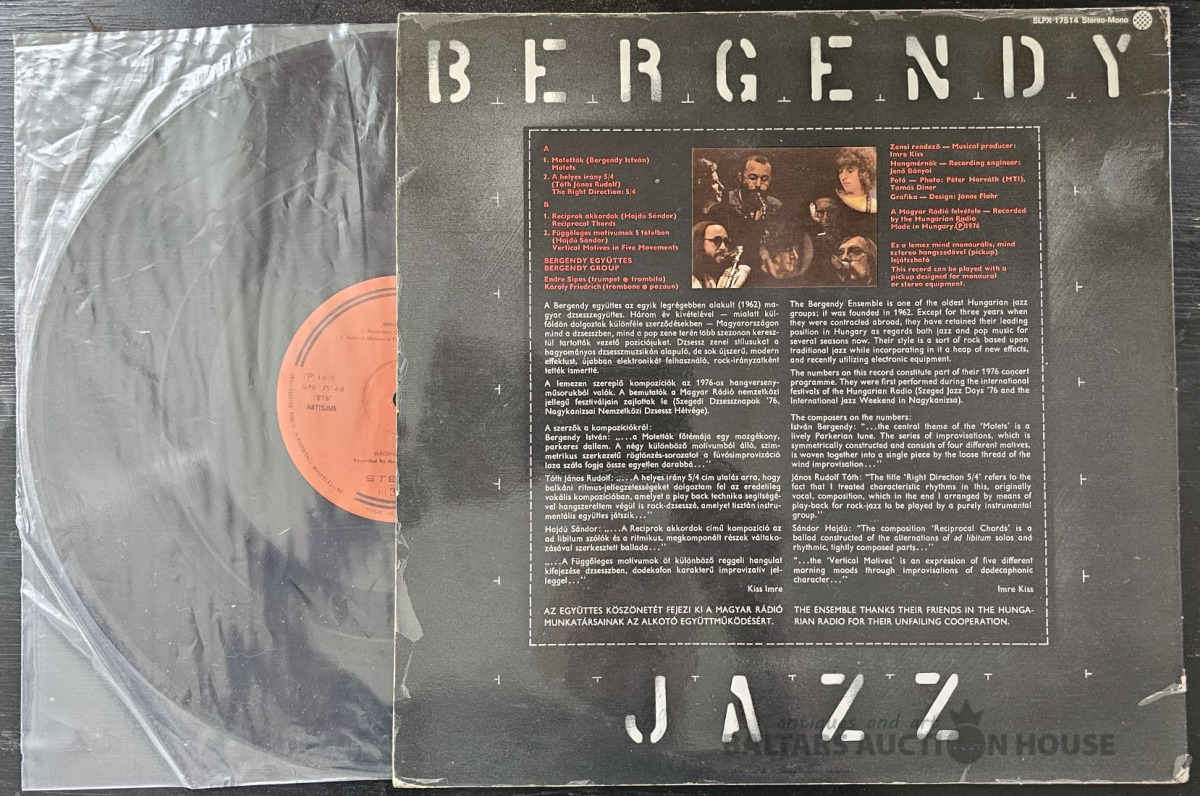 SLPX 17514 Stereo-Mono
BERGENDY
A
1. Motetták (Bergendy István)
Motets
2. A helyes irány 5/4
(Tóth János Rudolf)
The Right Direction: 5/4
B
1. Reciprok akkordok (Hajdú Sándor)
Reciprocal Thords
2. Függőleges motívumok 5 tételben
(Hajdú Sándor)
Vertical Motives in Five Movements
BERGENDY EGYÜTTES
BERGENDY GROUP
Endre Sipos (trumpet ● trombita)
Károly Friedrich (trombone ● pozaun)
Zenei rendező — Musical producer:
Imre Kiss
Hangmérnök — Recording engineer:
Jenő Bányai
Fotó — Photo: Péter Horváth (MTI),
Tamás Diner
Grafika — Design: János Flohr
A Magyar Rádió felvétele — Recorded
by the Hungarian Radio
Made in Hungary. Ⓟ 1976
Ez a lemez mind monaurális, mind
sztereo hangszedővel (pickup)
lejátszható
This record can be played with a
pickup designed for monaural
or stereo equipment.
A Bergendy együttes az egyik legrégebben alakult (1962) ma-
gyar dzsesszegyüttes. Három év kivételével — mialatt kül-
földön dolgoztak különféle szerződésekben — Magyarországon
mind a dzsesszben, mind a pop zene terén több szezonon keresz-
tül tartották vezető pozíciójukat. Dzsessz zenei stílusukat a
hagyományos dzsesszmuzsikán alapuló, de sok újszerű, modern
effektust, újabban elektronikát felhasználó, rock-irányzatként
tették ismertté.
A lemezen szereplő kompozíciók az 1976-os hangverseny-
műsorukból valók. A bemutatók a Magyar Rádió nemzetközi
jellegű fesztiváljain zajlottak le (Szegedi Dzsessznapok '76,
Nagykanizsai Nemzetközi Dzsessz Hétvége).
A szerzők a kompozíciókról:
Bergendy István: „...a Motetták főtémája egy mozgékony,
parkeres dallam. A négy különböző motívumból álló, szim-
metrikus szerkezetű rögtönzés-sorozatot a fúvósimprovizáció
laza szála fogja össze egyetlen darabbá..."
Tóth János Rudolf: „...A helyes irány 5/4 cím utalás arra, hogy
balkáni ritmus-jellegzetességeket dolgoztam fel az eredetileg
vokális kompozícióban, amelyet a play back technika segítségé-
vel hangszereltem végül is rock-dzsesszé, amelyet tisztán instru-
mentális együttes játszik..."
Hajdú Sándor: „...A Reciprok akkordok című kompozíció az
ad libitum szólók és a ritmikus, megkomponált részek váltako-
zásával szerkesztett ballada..."
„...A Függőleges motívumok öt különböző reggeli hangulat
kifejezése dzsesszben, dodekafon karakterű improvizatív jel-
leggel..."
Kiss Imre
AZ EGYÜTTES KÖSZÖNETÉT FEJEZI KI A MAGYAR RÁDIÓ
MUNKATÁRSAINAK AZ ALKOTÓ EGYÜTTMŰKÖDÉSÉRT.
The Bergendy Ensemble is one of the oldest Hungarian jazz
groups; it was founded in 1962. Except for three years when
they were contracted abroad, they have retained their leading
position in Hungary as regards both jazz and pop music for
several seasons now. Their style is a sort of rock based upon
traditional jazz while incorporating in it a heap of new effects,
and recently utilizing electronic equipment.
The numbers on this record constitute part of their 1976 concert
programme. They were first performed during the international
festivals of the Hungarian Radio (Szeged Jazz Days '76 and the
International Jazz Weekend in Nagykanizsa).
The composers on the numbers:
István Bergendy: "...the central theme of the 'Motets' is a
lively Parkerian tune. The series of improvisations, which is
symmetrically constructed and consists of four different motives,
is woven together into a single piece by the loose thread of the
wind improvisation..."
János Rudolf Tóth: "The title 'Right Direction 5/4' refers to the
fact that I treated characteristic rhythms in this, originally
vocal, composition, which in the end I arranged by means of
play-back for rock-jazz to be played by a purely instrumental
group."
Sándor Hajdú: "The composition 'Reciprocal Chords' is a
ballad constructed of the alternations of ad libitum solos and
rhythmic, tightly composed parts..."
"...the 'Vertical Motives' is an expression of five different
morning moods through improvisations of dodecaphonic
character..."
Imre Kiss
THE ENSEMBLE THANKS THEIR FRIENDS IN THE HUNGA-
RIAN RADIO FOR THEIR UNFAILING COOPERATION.
JAZZ
ARTISJUS
antiques and art
BALTARS AUCTION HOUSE